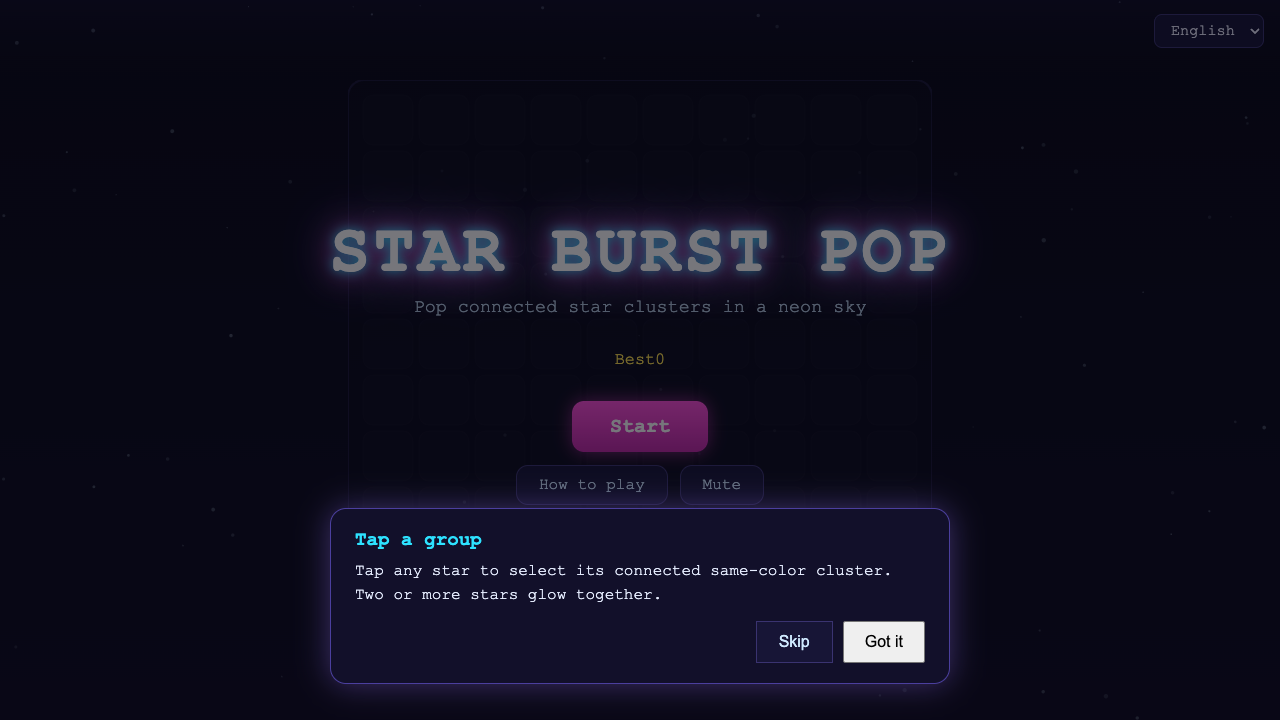 English
STAR BURST POP
Pop connected star clusters in a neon sky
Best0
Start
How to play
Mute
Tap a group
Tap any star to select its connected same-color cluster.
Two or more stars glow together.
Skip
Got it